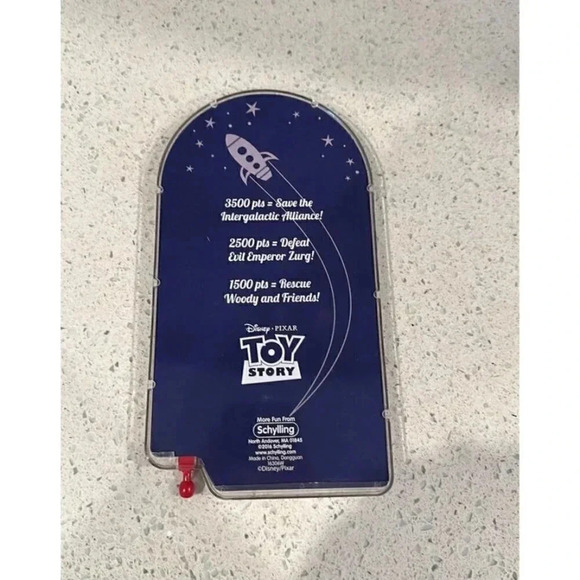 3500 pts = Save the
Intergalactic Alliance!
2500 pts = Defeat
Evil Emperor Zurg!
1500 pts = Rescue
Woody and Friends!
Disney • PIXAR
TOY
STORY
More Fun From
Schylling
North Andover, MA 01845
©2016 Schylling
www.schylling.com
Made in China, Dongguan
16306M
©Disney/Pixar